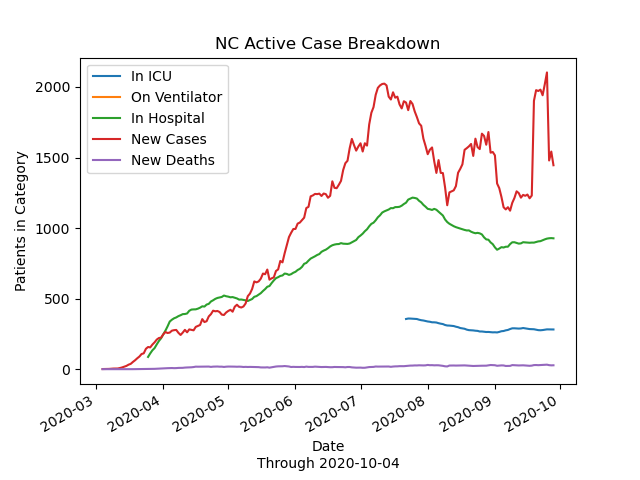 NC Active Case Breakdown
In ICU
On Ventilator
In Hospital
New Cases
New Deaths
Patients in Category
2000
1500
1000
500
0
2020-03
2020-04
2020-05
2020-06
2020-07
2020-08
2020-09
2020-10
Date
Through 2020-10-04